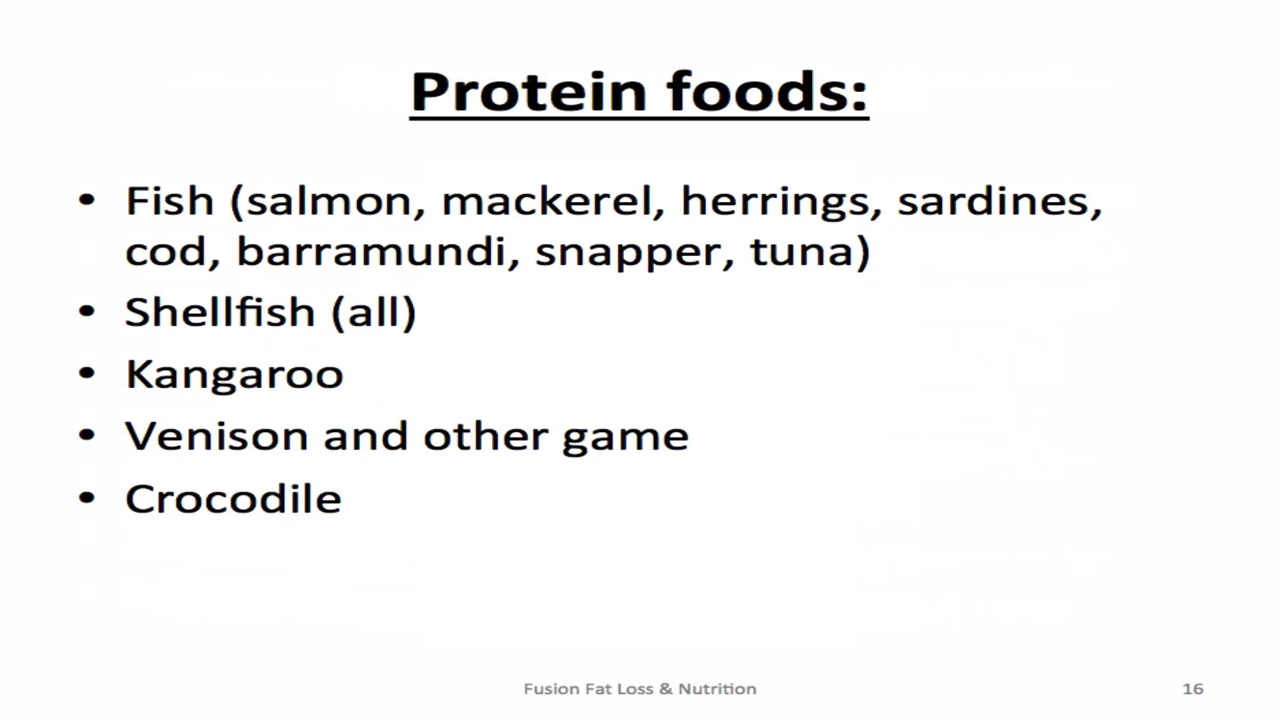 Protein foods:
• Fish (salmon, mackerel, herrings, sardines,
cod, barramundi, snapper, tuna)
• Shellfish (all)
• Kangaroo
• Venison and other game
• Crocodile
Fusion Fat Loss & Nutrition
16